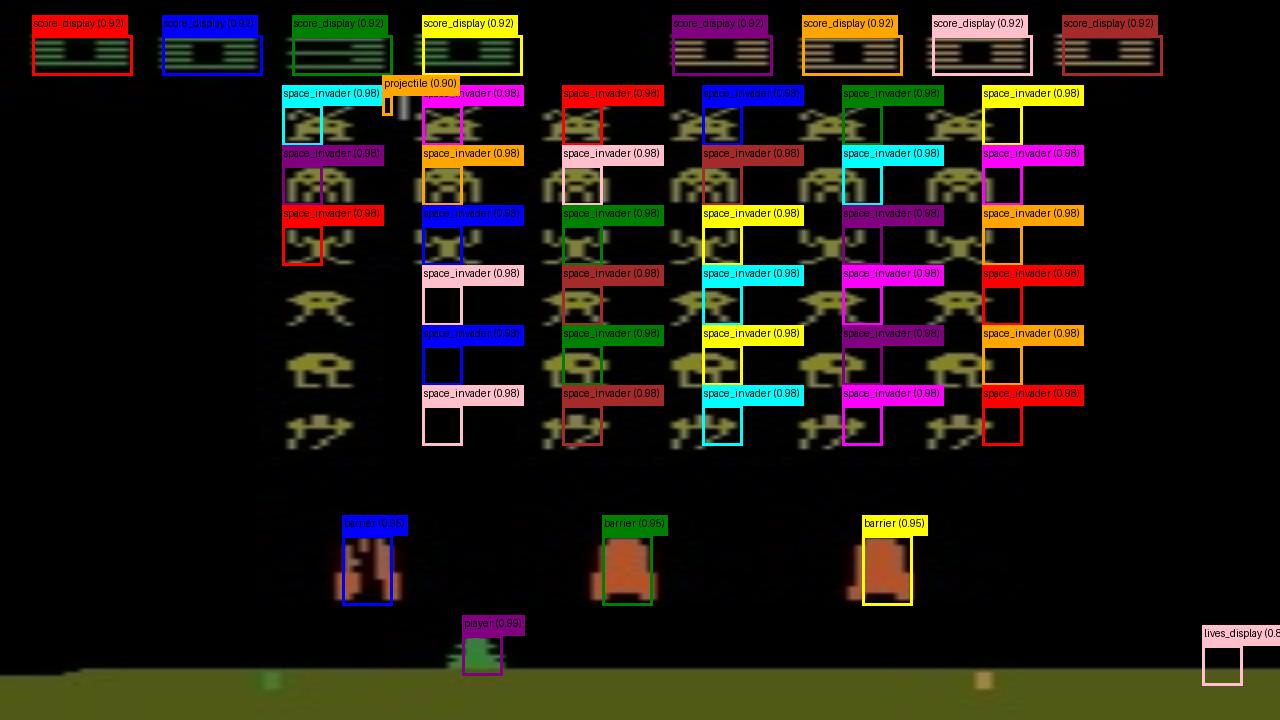 score_display (0.92) score_display (0.92) score_display (0.92) score_display (0.92) score_display (0.92) score_display (0.92) score_display (0.92) score_display (0.92)
projectile (0.90)
space_invader (0.98) space_invader (0.98) space_invader (0.98) space_invader (0.98) space_invader (0.98) space_invader (0.98)
space_invader (0.98) space_invader (0.98) space_invader (0.98) space_invader (0.98) space_invader (0.98) space_invader (0.98)
space_invader (0.98) space_invader (0.98) space_invader (0.98) space_invader (0.98) space_invader (0.98) space_invader (0.98)
space_invader (0.98) space_invader (0.98) space_invader (0.98) space_invader (0.98) space_invader (0.98)
space_invader (0.98) space_invader (0.98) space_invader (0.98) space_invader (0.98) space_invader (0.98)
space_invader (0.98) space_invader (0.98) space_invader (0.98) space_invader (0.98) space_invader (0.98)
barrier (0.95) barrier (0.95) barrier (0.95)
player (0.99)
lives_display (0.8